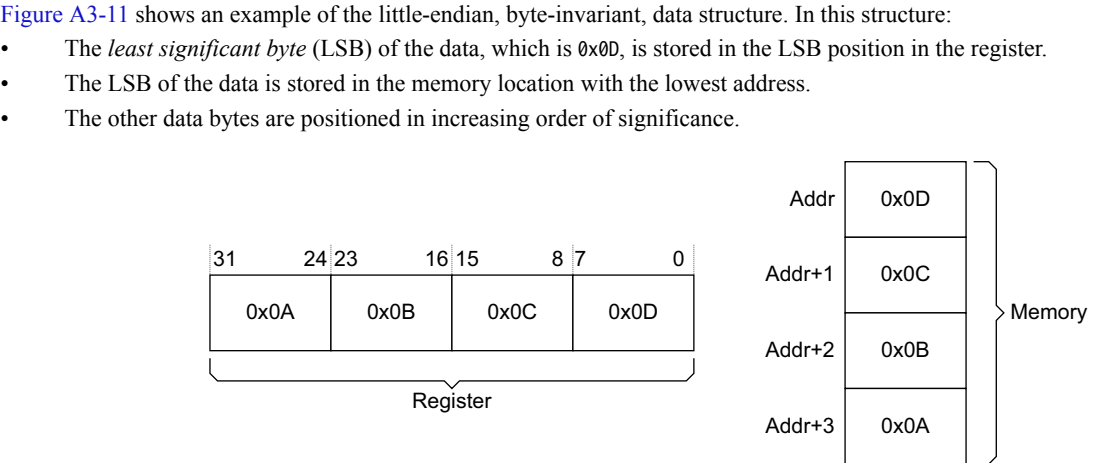 Figure A3-11 shows an example of the little-endian, byte-invariant, data structure. In this structure:
• The least significant byte (LSB) of the data, which is 0x0D, is stored in the LSB position in the register.
• The LSB of the data is stored in the memory location with the lowest address.
• The other data bytes are positioned in increasing order of significance.
Addr 0x0D
31 24 23 16 15 8 7 0
Addr+1 0x0C
0x0A 0x0B 0x0C 0x0D
Memory
Addr+2 0x0B
Register
Addr+3 0x0A